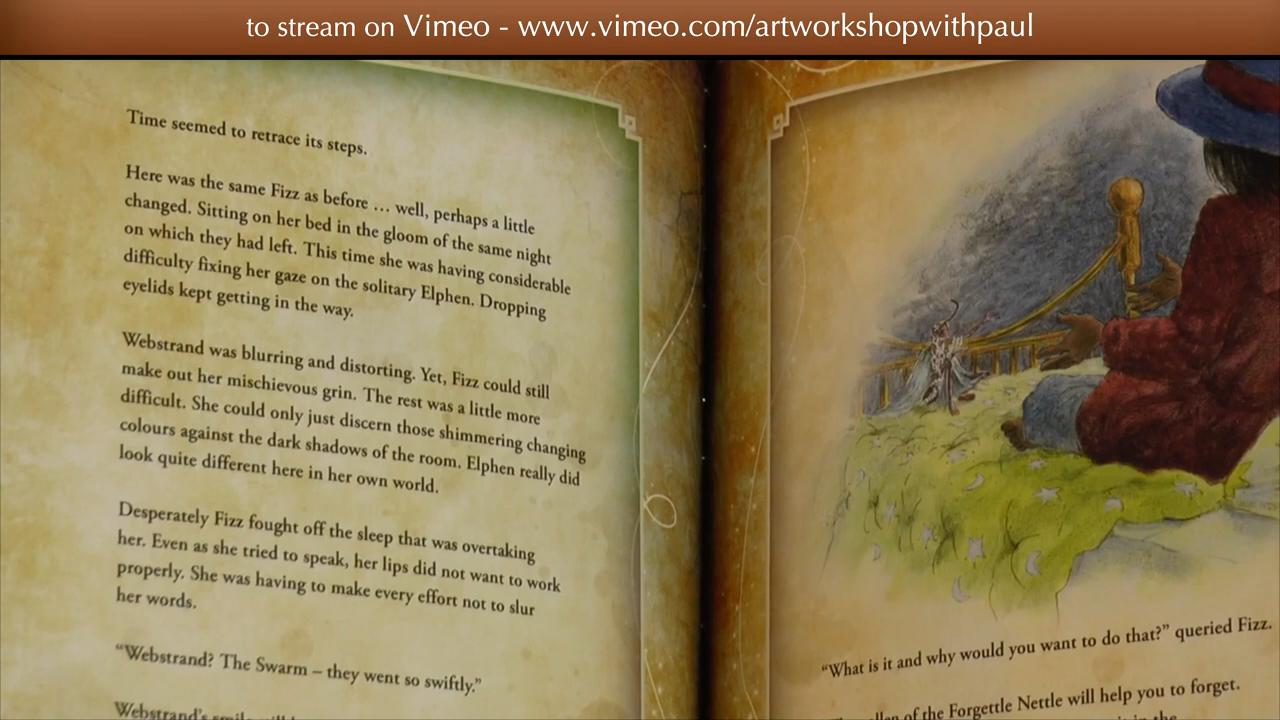 to stream on Vimeo - www.vimeo.com/artworkshopwithpaul
Time seemed to retrace its steps.
Here was the same Fizz as before … well, perhaps a little
changed. Sitting on her bed in the gloom of the same night
on which they had left. This time she was having considerable
difficulty fixing her gaze on the solitary Elphen. Dropping
eyelids kept getting in the way.
Webstrand was blurring and distorting. Yet, Fizz could still
make out her mischievous grin. The rest was a little more
difficult. She could only just discern those shimmering changing
colours against the dark shadows of the room. Elphen really did
look quite different here in her own world.
Desperately Fizz fought off the sleep that was overtaking
her. Even as she tried to speak, her lips did not want to work
properly. She was having to make every effort not to slur
her words.
“Webstrand? The Swarm – they went so swiftly.”
Webstrand's
“What is it and why would you want to do that?” queried Fizz.
of the Forgettle Nettle will help you to forget.